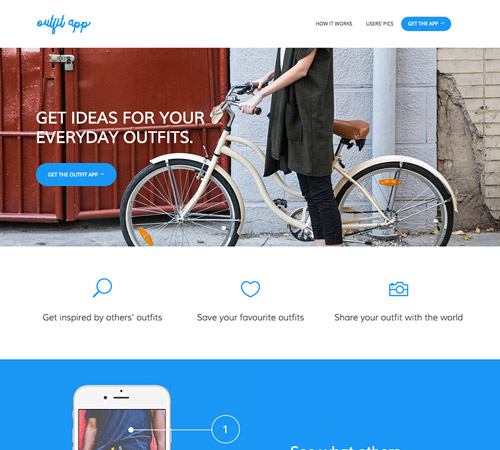 outfit app
HOW IT WORKS
USERS' PICS
GET THE APP →
GET IDEAS FOR YOUR
EVERYDAY OUTFITS.
GET THE OUTFIT APP →
Get inspired by others' outfits
Save your favourite outfits
Share your outfit with the world
1
See what others